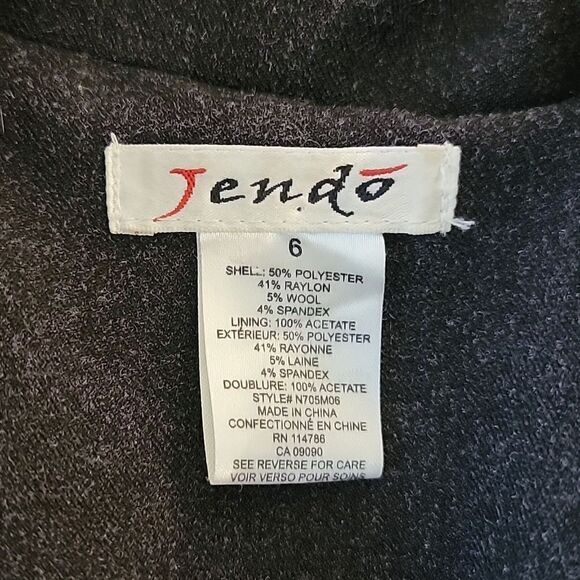 Jendō
6
SHELL: 50% POLYESTER
41% RAYLON
5% WOOL
4% SPANDEX
LINING: 100% ACETATE
EXTÉRIEUR: 50% POLYESTER
41% RAYONNE
5% LAINE
4% SPANDEX
DOUBLURE: 100% ACETATE
STYLE# N705M06
MADE IN CHINA
CONFECTIONNÉ EN CHINE
RN 114786
CA 09090
SEE REVERSE FOR CARE
VOIR VERSO POUR SOINS